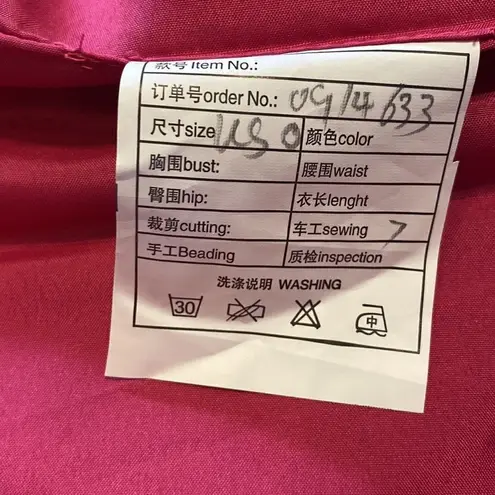 款号 Item No.:
订单号order No.: 0914633
尺寸size US 0 颜色color
胸围bust: 腰围waist
臀围hip: 衣长lenght
裁剪cutting: 车工sewing 7
手工Beading 质检inspection
洗涤说明 WASHING
30 中